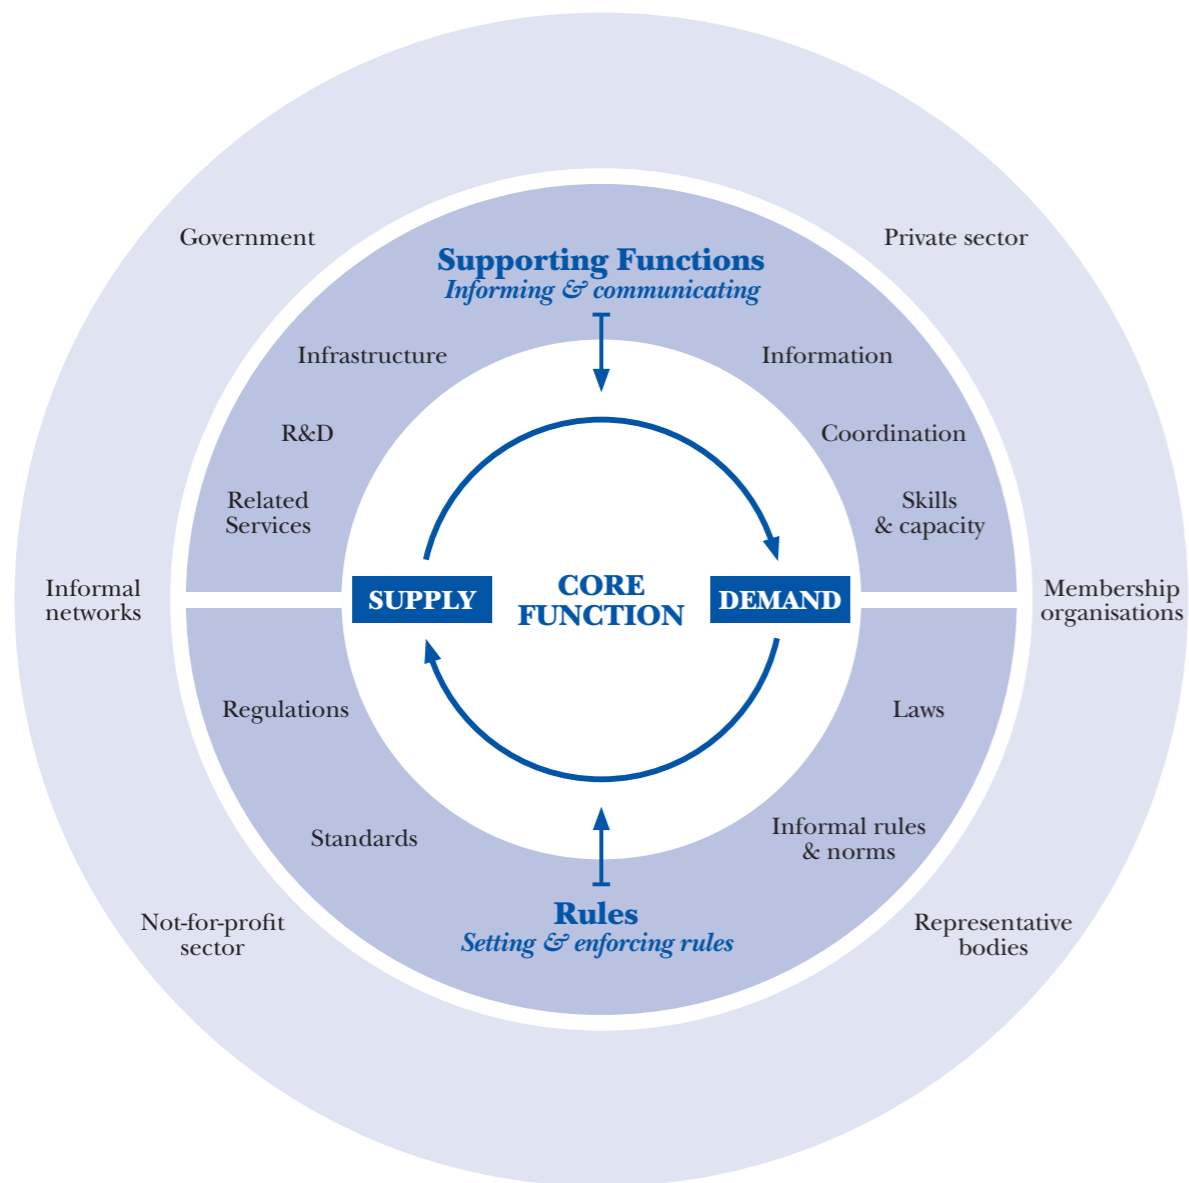 Government
Private sector
Supporting Functions
Informing & communicating
Infrastructure
Information
R&D
Coordination
Related
Services
Skills
& capacity
Informal
networks
SUPPLY
CORE
FUNCTION
DEMAND
Membership
organisations
Regulations
Laws
Standards
Informal rules
& norms
Rules
Setting & enforcing rules
Not-for-profit
sector
Representative
bodies